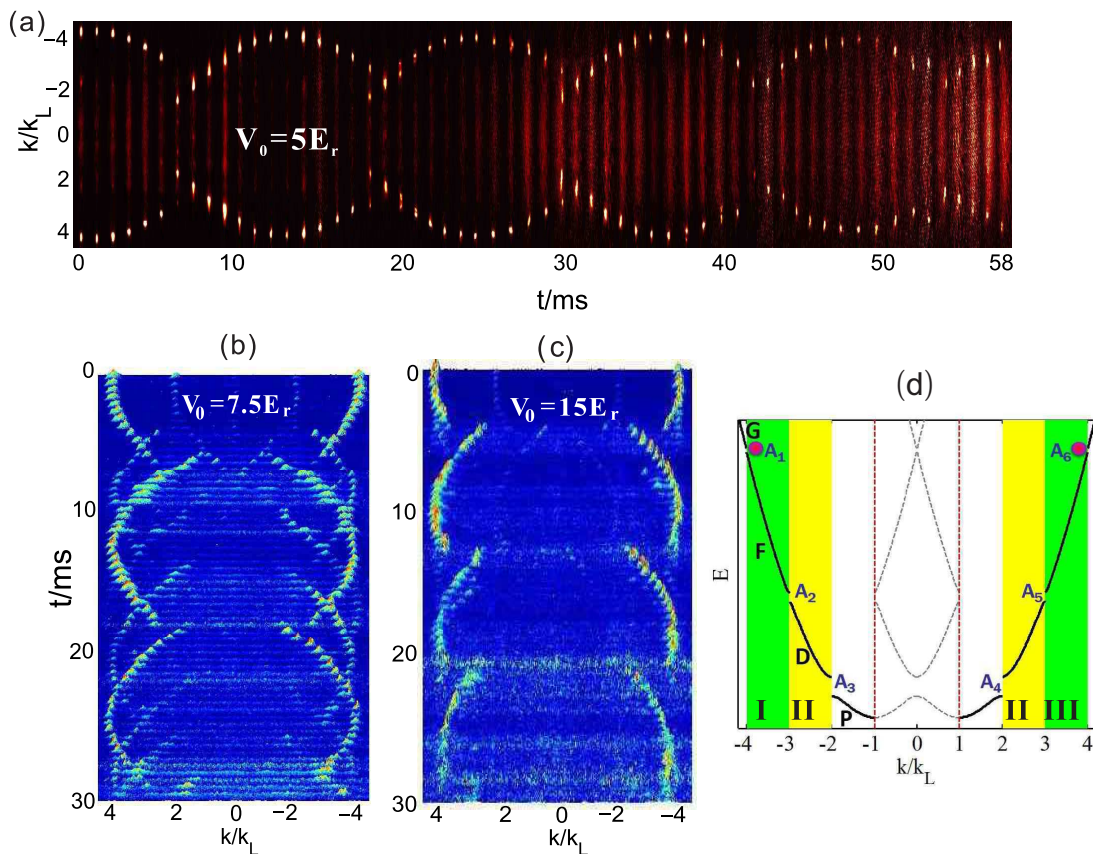 (a)
k/k_L
−4
−2
0
2
4
V₀=5E_r
0 10 20 30 40 50 58
t/ms
(b)
(c)
(d)
t/ms
0
10
20
30
V₀=7.5E_r
4 2 0 −2 −4
k/k_L
0
10
20
30
V₀=15E_r
4 2 0 −2 −4
k/k_L
E
G
A₁
A₆
F
A₂
A₅
D
A₃
A₄
P
I II II III
-4 -3 -2 -1 0 1 2 3 4
k/k_L